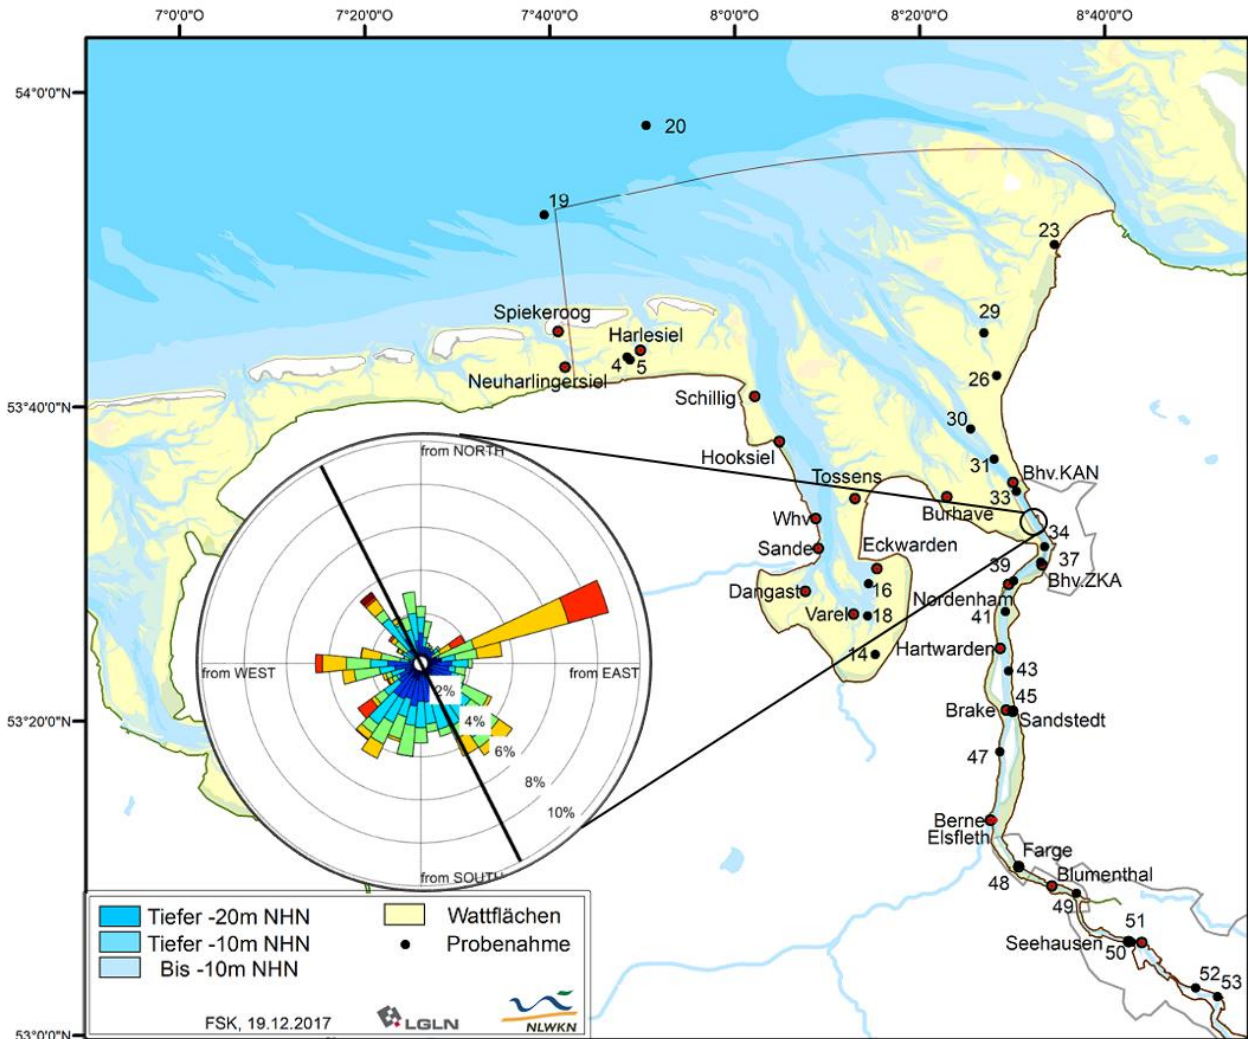 7°0'0"O 7°20'0"O 7°40'0"O 8°0'0"O 8°20'0"O 8°40'0"O
54°0'0"N
20
19
23
Spiekeroog
29
Harlesiel
4 5
Neuharlingersiel
26
53°40'0"N
Schillig
30
Hooksiel
31
Bhv.KAN
from NORTH
Tossens
33
Burhave
Whv
34
Sande
Eckwarden
39
37
Bhv.ZKA
Dangast
16
Nordenham
Varel
18
41
14
Hartwarden
from WEST
from EAST
43
2%
45
Brake
Sandstedt
53°20'0"N
4%
6%
47
8%
10%
Berne
Elsfleth
Farge
from SOUTH
48
Blumenthal
49
Tiefer -20m NHN
Wattflächen
51
Tiefer -10m NHN
Probenahme
Seehausen
50
Bis -10m NHN
52 53
FSK, 19.12.2017
LGLN
NLWKN
53°0'0"N